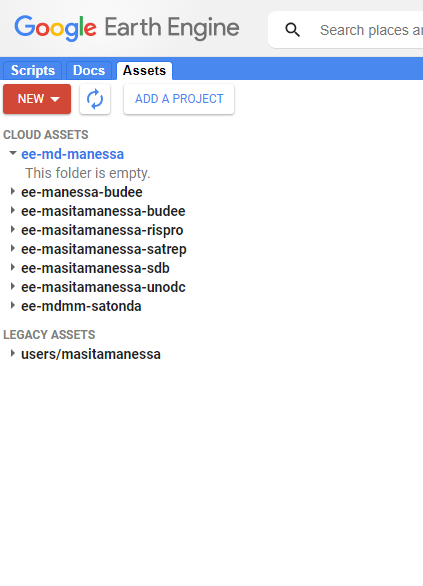 Google Earth Engine
Search places an
Scripts Docs Assets
NEW ADD A PROJECT
CLOUD ASSETS
ee-md-manessa
This folder is empty.
ee-manessa-budee
ee-masitamanessa-budee
ee-masitamanessa-rispro
ee-masitamanessa-satrep
ee-masitamanessa-sdb
ee-masitamanessa-unodc
ee-mdmm-satonda
LEGACY ASSETS
users/masitamanessa